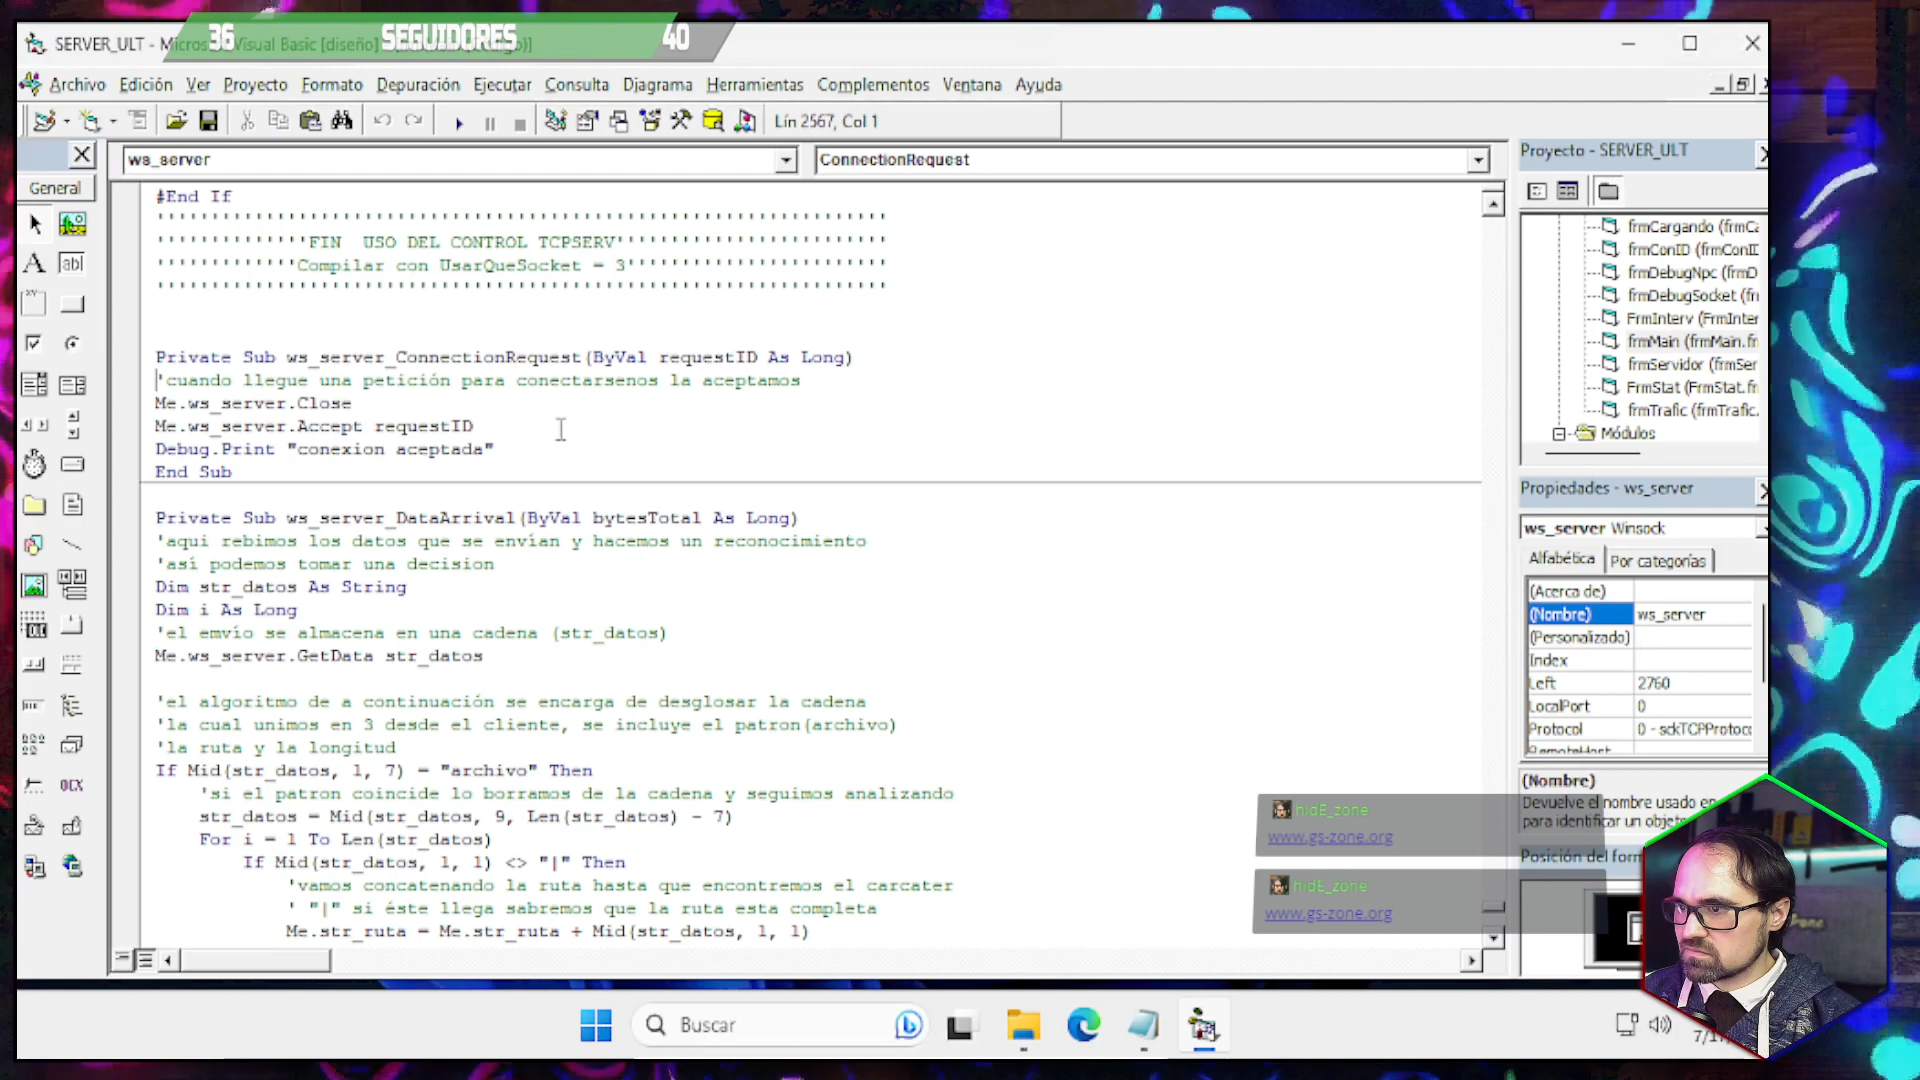 36 SEGUIDORES 40
SERVER_ULT - Microsoft Visual Basic [diseño]
Archivo Edición Ver Proyecto Formato Depuración Ejecutar Consulta Diagrama Herramientas Complementos Ventana Ayuda
Lín 2567, Col 1
ws_server
ConnectionRequest
General
#End If
''''''''''''''FIN  USO DEL CONTROL TCPSERV'''''''''''''''''''''''''
'''''''''''''Compilar con UsarQueSocket = 3''''''''''''''''''''''''
Private Sub ws_server_ConnectionRequest(ByVal requestID As Long)
'cuando llegue una petición para conectarsenos la aceptamos
Me.ws_server.Close
Me.ws_server.Accept requestID
Debug.Print "conexion aceptada"
End Sub
Private Sub ws_server_DataArrival(ByVal bytesTotal As Long)
'aqui rebimos los datos que se envían y hacemos un reconocimiento
'así podemos tomar una decision
Dim str_datos As String
Dim i As Long
'el emvío se almacena en una cadena (str_datos)
Me.ws_server.GetData str_datos
'el algoritmo de a continuación se encarga de desglosar la cadena
'la cual unimos en 3 desde el cliente, se incluye el patron(archivo)
'la ruta y la longitud
If Mid(str_datos, 1, 7) = "archivo" Then
'si el patron coincide lo borramos de la cadena y seguimos analizando
str_datos = Mid(str_datos, 9, Len(str_datos) - 7)
For i = 1 To Len(str_datos)
If Mid(str_datos, 1, 1) <> "|" Then
'vamos concatenando la ruta hasta que encontremos el carcater
' "|" si éste llega sabremos que la ruta esta completa
Me.str_ruta = Me.str_ruta + Mid(str_datos, 1, 1)
Proyecto - SERVER_ULT
frmCargando (frmCa
frmConID (frmConID
frmDebugNpc (frmD
frmDebugSocket (frm
FrmInterv (FrmInter
frmMain (frmMain.fr
frmServidor (frmSer
FrmStat (FrmStat.fr
frmTrafic (frmTrafic.
Módulos
Propiedades - ws_server
ws_server Winsock
Alfabética Por categorías
(Acerca de)
(Nombre) ws_server
(Personalizado)
Index
Left 2760
LocalPort 0
Protocol 0 - sckTCPProtoco
RemoteHost
(Nombre)
Devuelve el nombre usado en
para identificar un objeto
Posición del form
hidE_zone
www.gs-zone.org
hidE_zone
www.gs-zone.org
Buscar